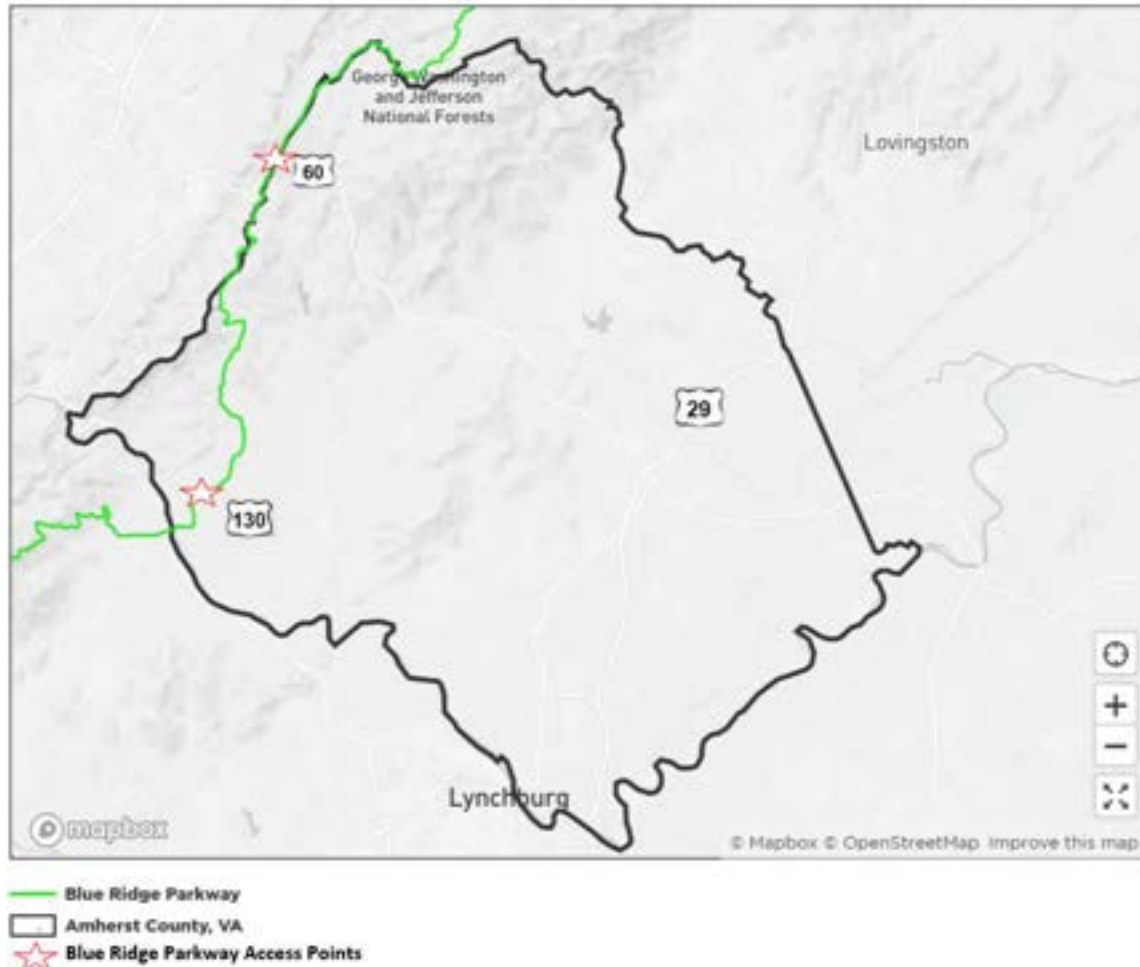 George Washington
and Jefferson
National Forests
Lovingston
60
29
130
Lynchburg
mapbox
© Mapbox © OpenStreetMap Improve this map
Blue Ridge Parkway
Amherst County, VA
Blue Ridge Parkway Access Points